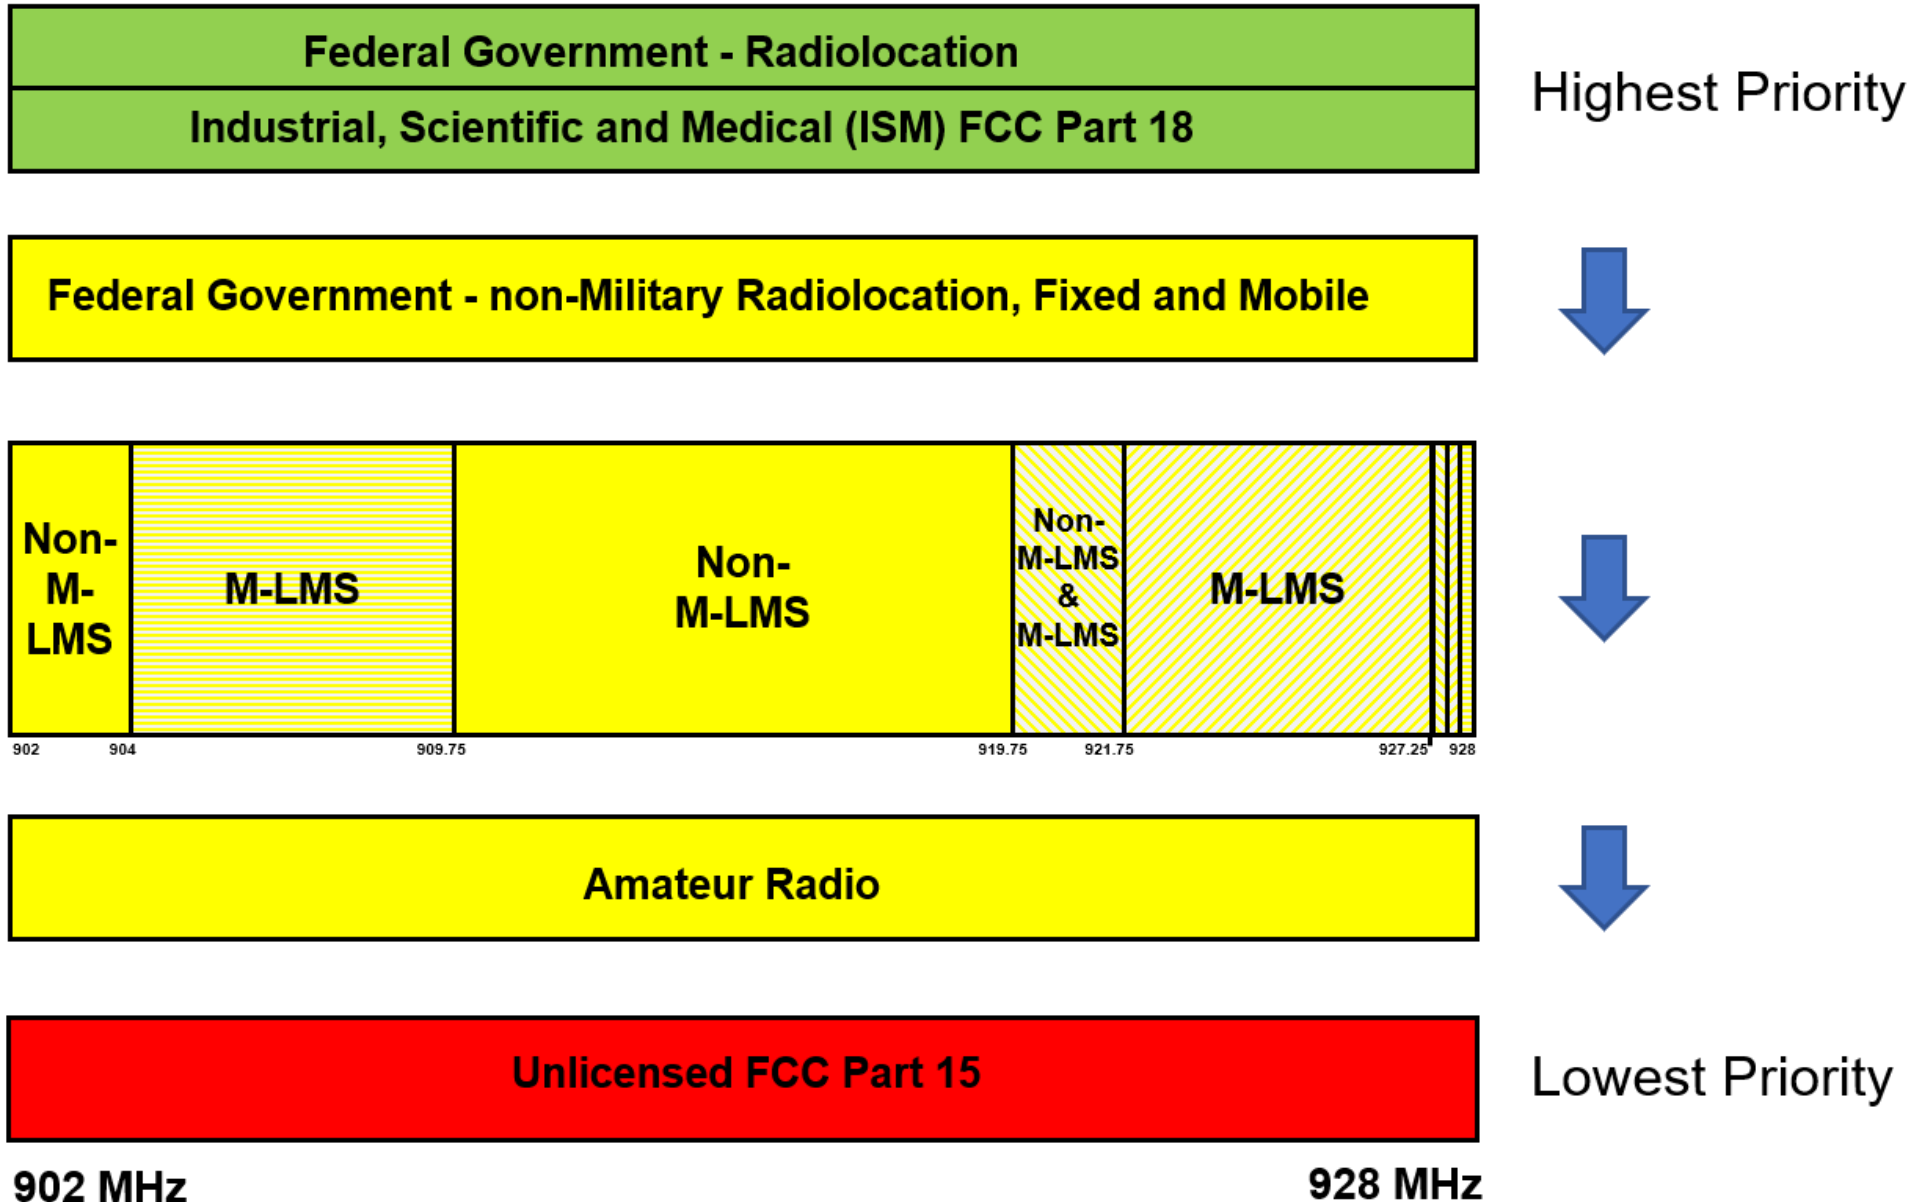 Federal Government - Radiolocation
Highest Priority
Industrial, Scientific and Medical (ISM) FCC Part 18
Federal Government - non-Military Radiolocation, Fixed and Mobile
Non-
M-
LMS
M-LMS
Non-
M-LMS
Non-
M-LMS
&
M-LMS
M-LMS
902 904 909.75 919.75 921.75 927.25 928
Amateur Radio
Unlicensed FCC Part 15
Lowest Priority
902 MHz 928 MHz